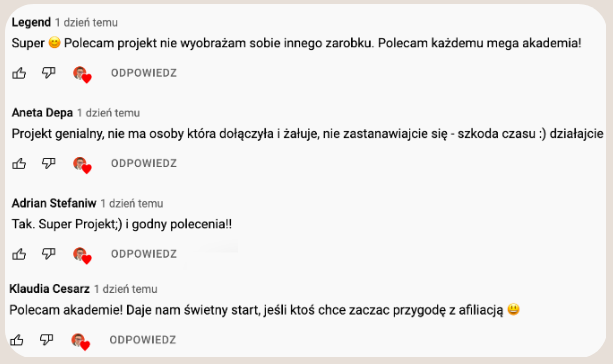 Legend 1 dzień temu
Super 😊 Polecam projekt nie wyobrażam sobie innego zarobku. Polecam każdemu mega akademia!
ODPOWIEDZ
Aneta Depa 1 dzień temu
Projekt genialny, nie ma osoby która dołączyła i żałuje, nie zastanawiajcie się - szkoda czasu :) działajcie
ODPOWIEDZ
Adrian Stefaniw 1 dzień temu
Tak. Super Projekt;) i godny polecenia!!
ODPOWIEDZ
Klaudia Cesarz 1 dzień temu
Polecam akademie! Daje nam świetny start, jeśli ktoś chce zaczac przygodę z afiliacją 😃
ODPOWIEDZ